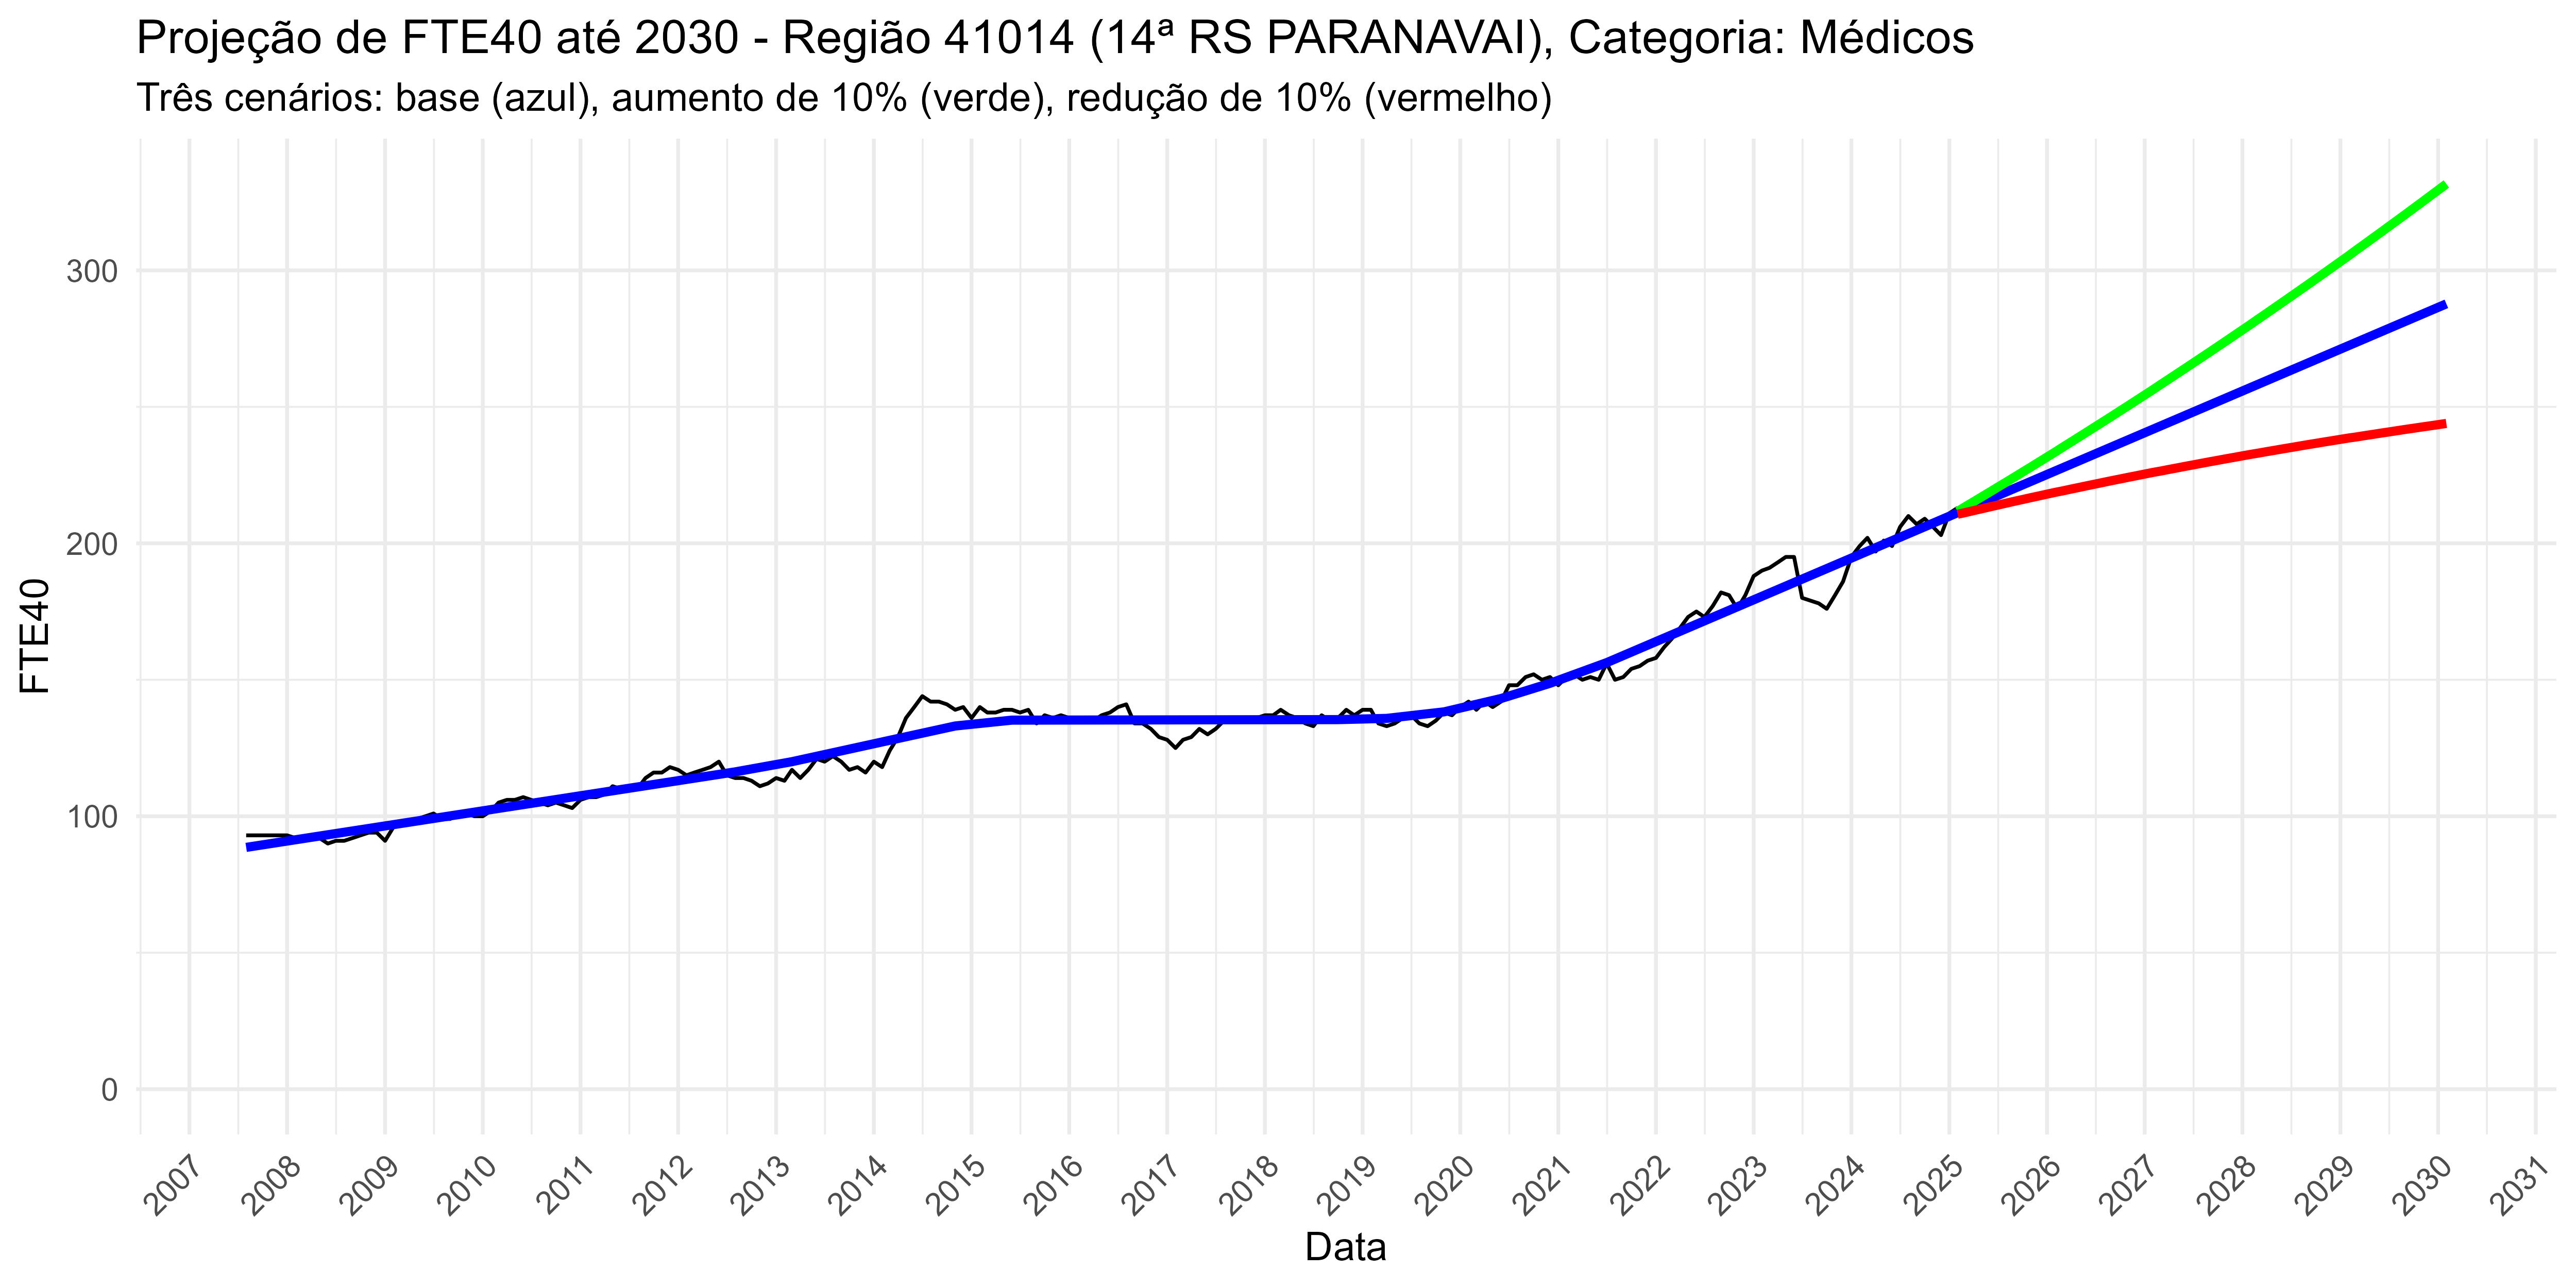 Projeção de FTE40 até 2030 - Região 41014 (14ª RS PARANAVAI), Categoria: Médicos
Três cenários: base (azul), aumento de 10% (verde), redução de 10% (vermelho)
FTE40
300
200
100
0
2007 2008 2009 2010 2011 2012 2013 2014 2015 2016 2017 2018 2019 2020 2021 2022 2023 2024 2025 2026 2027 2028 2029 2030 2031
Data